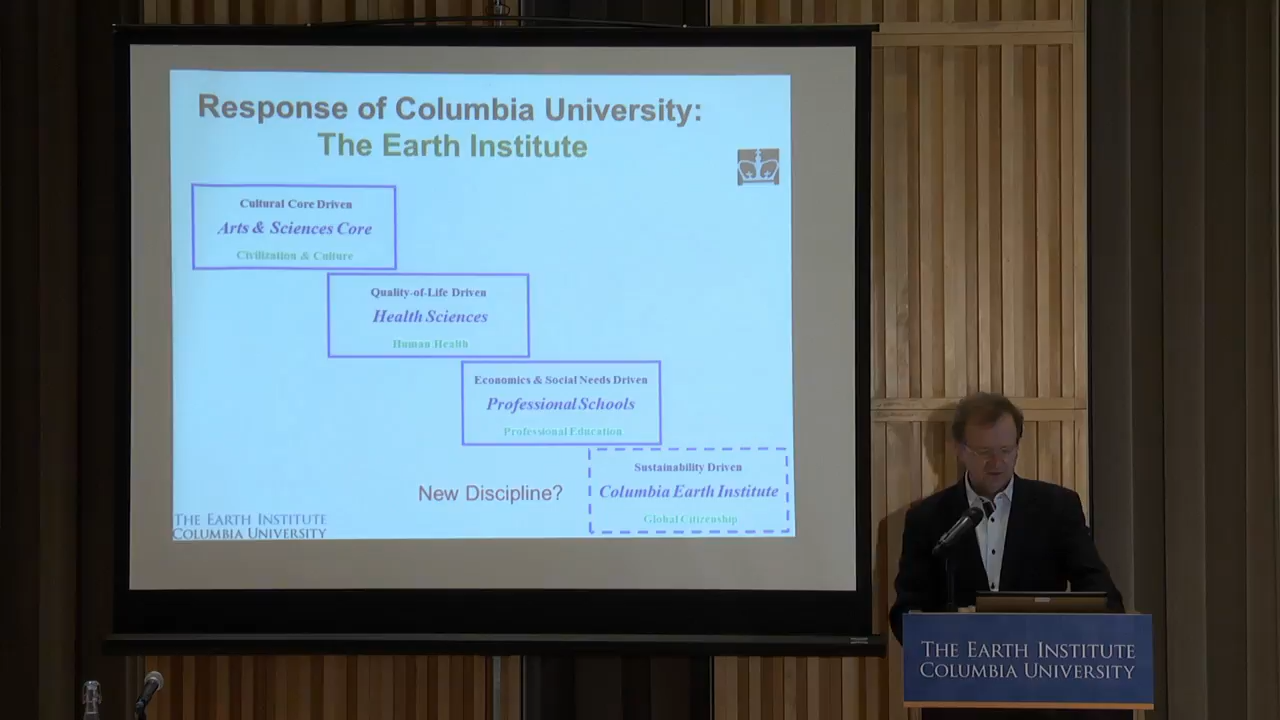 Response of Columbia University:
The Earth Institute
Cultural Core Driven
Arts & Sciences Core
Civilization & Culture
Quality-of-Life Driven
Health Sciences
Human Health
Economics & Social Needs Driven
Professional Schools
Professional Education
Sustainability Driven
Columbia Earth Institute
Global Citizenship
New Discipline?
THE EARTH INSTITUTE
COLUMBIA UNIVERSITY
THE EARTH INSTITUTE
COLUMBIA UNIVERSITY